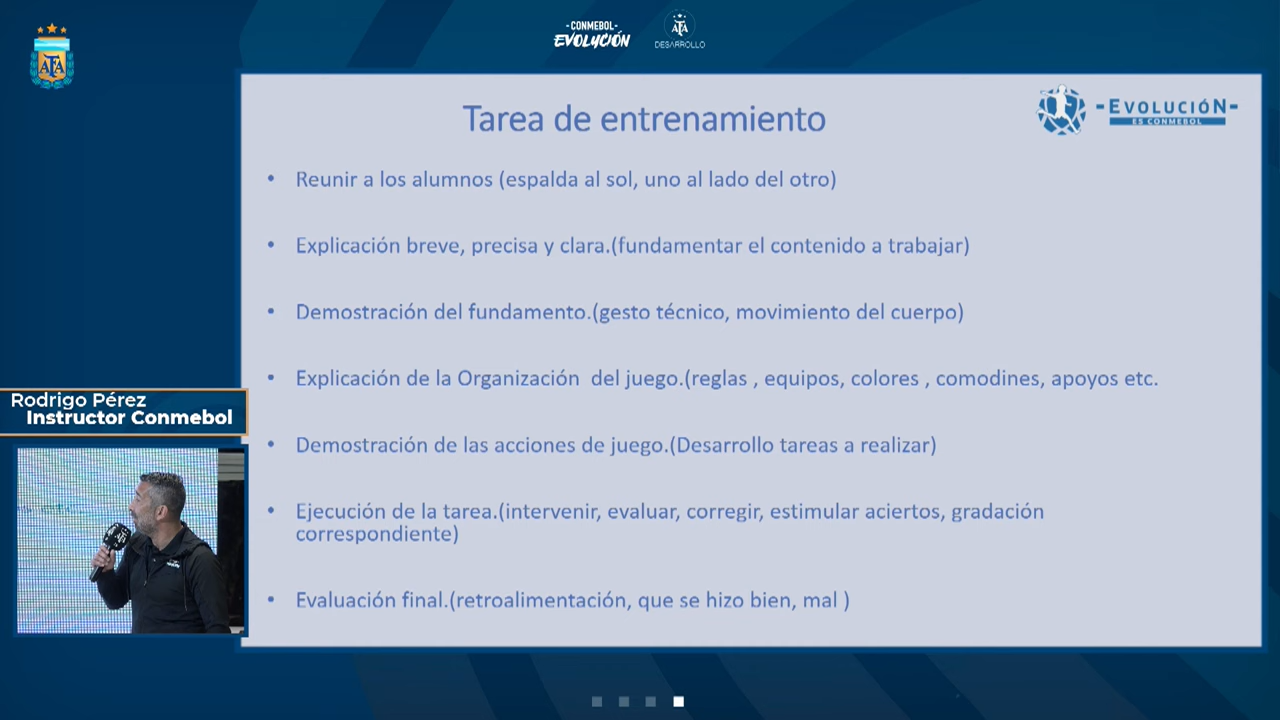 -CONMEBOL-
EVOLUCIÓN
AFA
DESARROLLO
AFA
Tarea de entrenamiento
-EVOLUCIÓN-
ES CONMEBOL
• Reunir a los alumnos (espalda al sol, uno al lado del otro)
• Explicación breve, precisa y clara.(fundamentar el contenido a trabajar)
• Demostración del fundamento.(gesto técnico, movimiento del cuerpo)
• Explicación de la Organización  del juego.(reglas , equipos, colores , comodines, apoyos etc.
• Demostración de las acciones de juego.(Desarrollo tareas a realizar)
• Ejecución de la tarea.(intervenir, evaluar, corregir, estimular aciertos, gradación
correspondiente)
• Evaluación final.(retroalimentación, que se hizo bien, mal )
Rodrigo Pérez
Instructor Conmebol